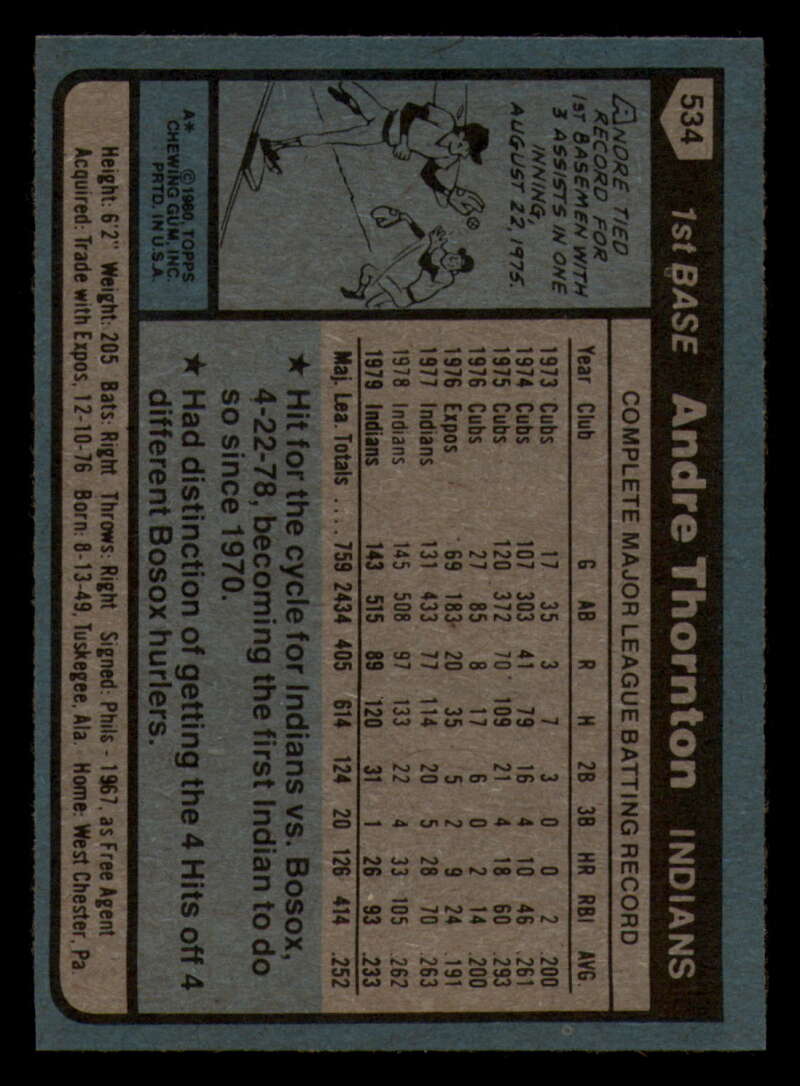 534
1st BASE Andre Thornton INDIANS
ANDRE TIED
RECORD FOR
1ST BASEMEN WITH
3 ASSISTS IN ONE
INNING,
AUGUST 22, 1975.
A* ©1980 TOPPS
CHEWING GUM, INC.
PRTD. IN U.S.A.
COMPLETE MAJOR LEAGUE BATTING RECORD
Year Club G AB R H 2B 3B HR RBI AVG.
1973 Cubs 17 35 3 7 3 0 0 2 .200
1974 Cubs 107 303 41 79 16 4 10 46 .261
1975 Cubs 120 372 70 109 21 4 18 60 .293
1976 Cubs 27 85 8 17 6 0 2 14 .200
1976 Expos 69 183 20 35 5 2 9 24 .191
1977 Indians 131 433 77 114 20 5 28 70 .263
1978 Indians 145 508 97 133 22 4 33 105 .262
1979 Indians 143 515 89 120 31 1 26 93 .233
Maj. Lea. Totals .... 759 2434 405 614 124 20 126 414 .252
★ Hit for the cycle for Indians vs. Bosox,
4-22-78, becoming the first Indian to do
so since 1970.
★ Had distinction of getting the 4 Hits off 4
different Bosox hurlers.
Height: 6'2" Weight: 205 Bats: Right Throws: Right Signed: Phils - 1967, as Free Agent
Acquired: Trade with Expos, 12-10-76 Born: 8-13-49, Tuskegee, Ala. Home: West Chester, Pa.